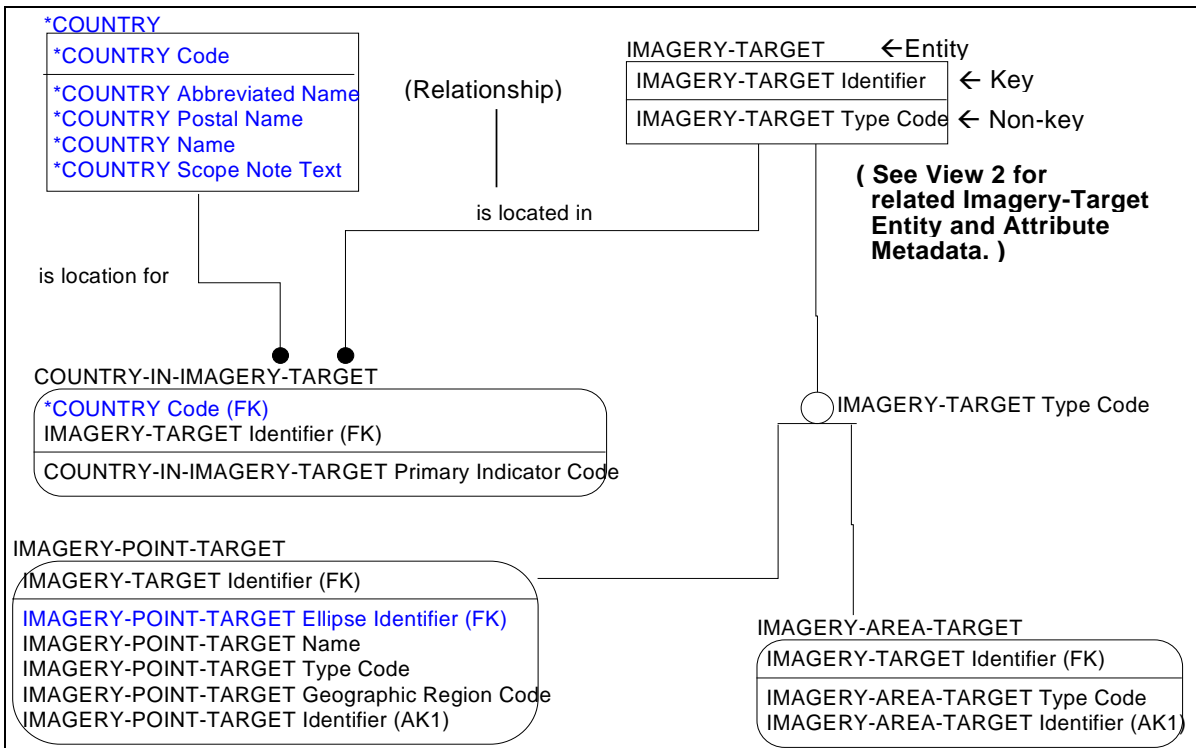 *COUNTRY
*COUNTRY Code
*COUNTRY Abbreviated Name
*COUNTRY Postal Name
*COUNTRY Name
*COUNTRY Scope Note Text
(Relationship)
IMAGERY-TARGET ←Entity
IMAGERY-TARGET Identifier ← Key
IMAGERY-TARGET Type Code ← Non-key
( See View 2 for
related Imagery-Target
Entity and Attribute
Metadata. )
is located in
is location for
COUNTRY-IN-IMAGERY-TARGET
*COUNTRY Code (FK)
IMAGERY-TARGET Identifier (FK)
COUNTRY-IN-IMAGERY-TARGET Primary Indicator Code
IMAGERY-TARGET Type Code
IMAGERY-POINT-TARGET
IMAGERY-TARGET Identifier (FK)
IMAGERY-POINT-TARGET Ellipse Identifier (FK)
IMAGERY-POINT-TARGET Name
IMAGERY-POINT-TARGET Type Code
IMAGERY-POINT-TARGET Geographic Region Code
IMAGERY-POINT-TARGET Identifier (AK1)
IMAGERY-AREA-TARGET
IMAGERY-TARGET Identifier (FK)
IMAGERY-AREA-TARGET Type Code
IMAGERY-AREA-TARGET Identifier (AK1)